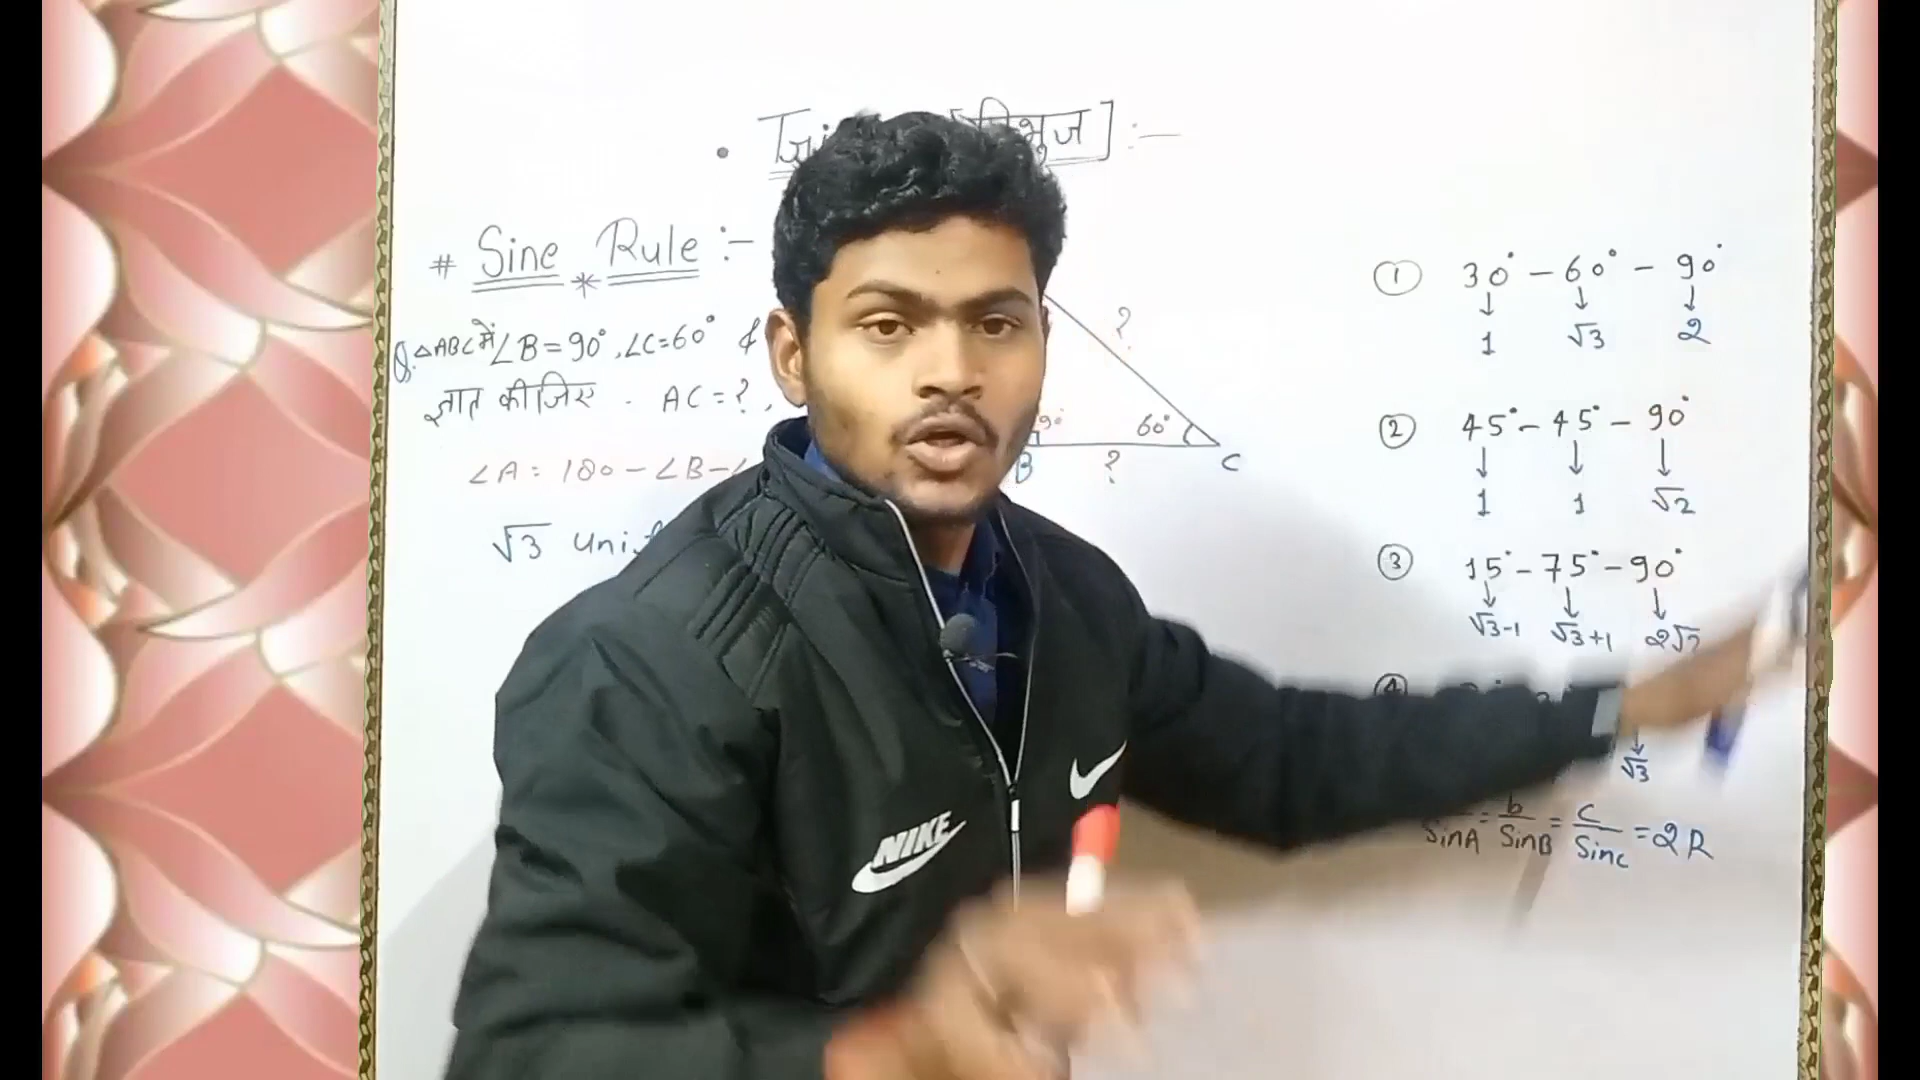 भुज] :-
# Sine Rule :-
*
Q. △ABC में ∠B=90°, ∠C=60° &
ज्ञात कीजिए . AC=?,
∠A= 180-∠B-∠
√3 Unit
?
90°
60°
B
?
C
① 30° - 60° - 90°
↓ ↓ ↓
1 √3 2
② 45° - 45° - 90°
↓ ↓ ↓
1 1 √2
③ 15° - 75° - 90°
↓ ↓ ↓
√3-1 √3+1 2√2
④
↓
√3
SinA = b/SinB = c/Sinc = 2R
NIKE